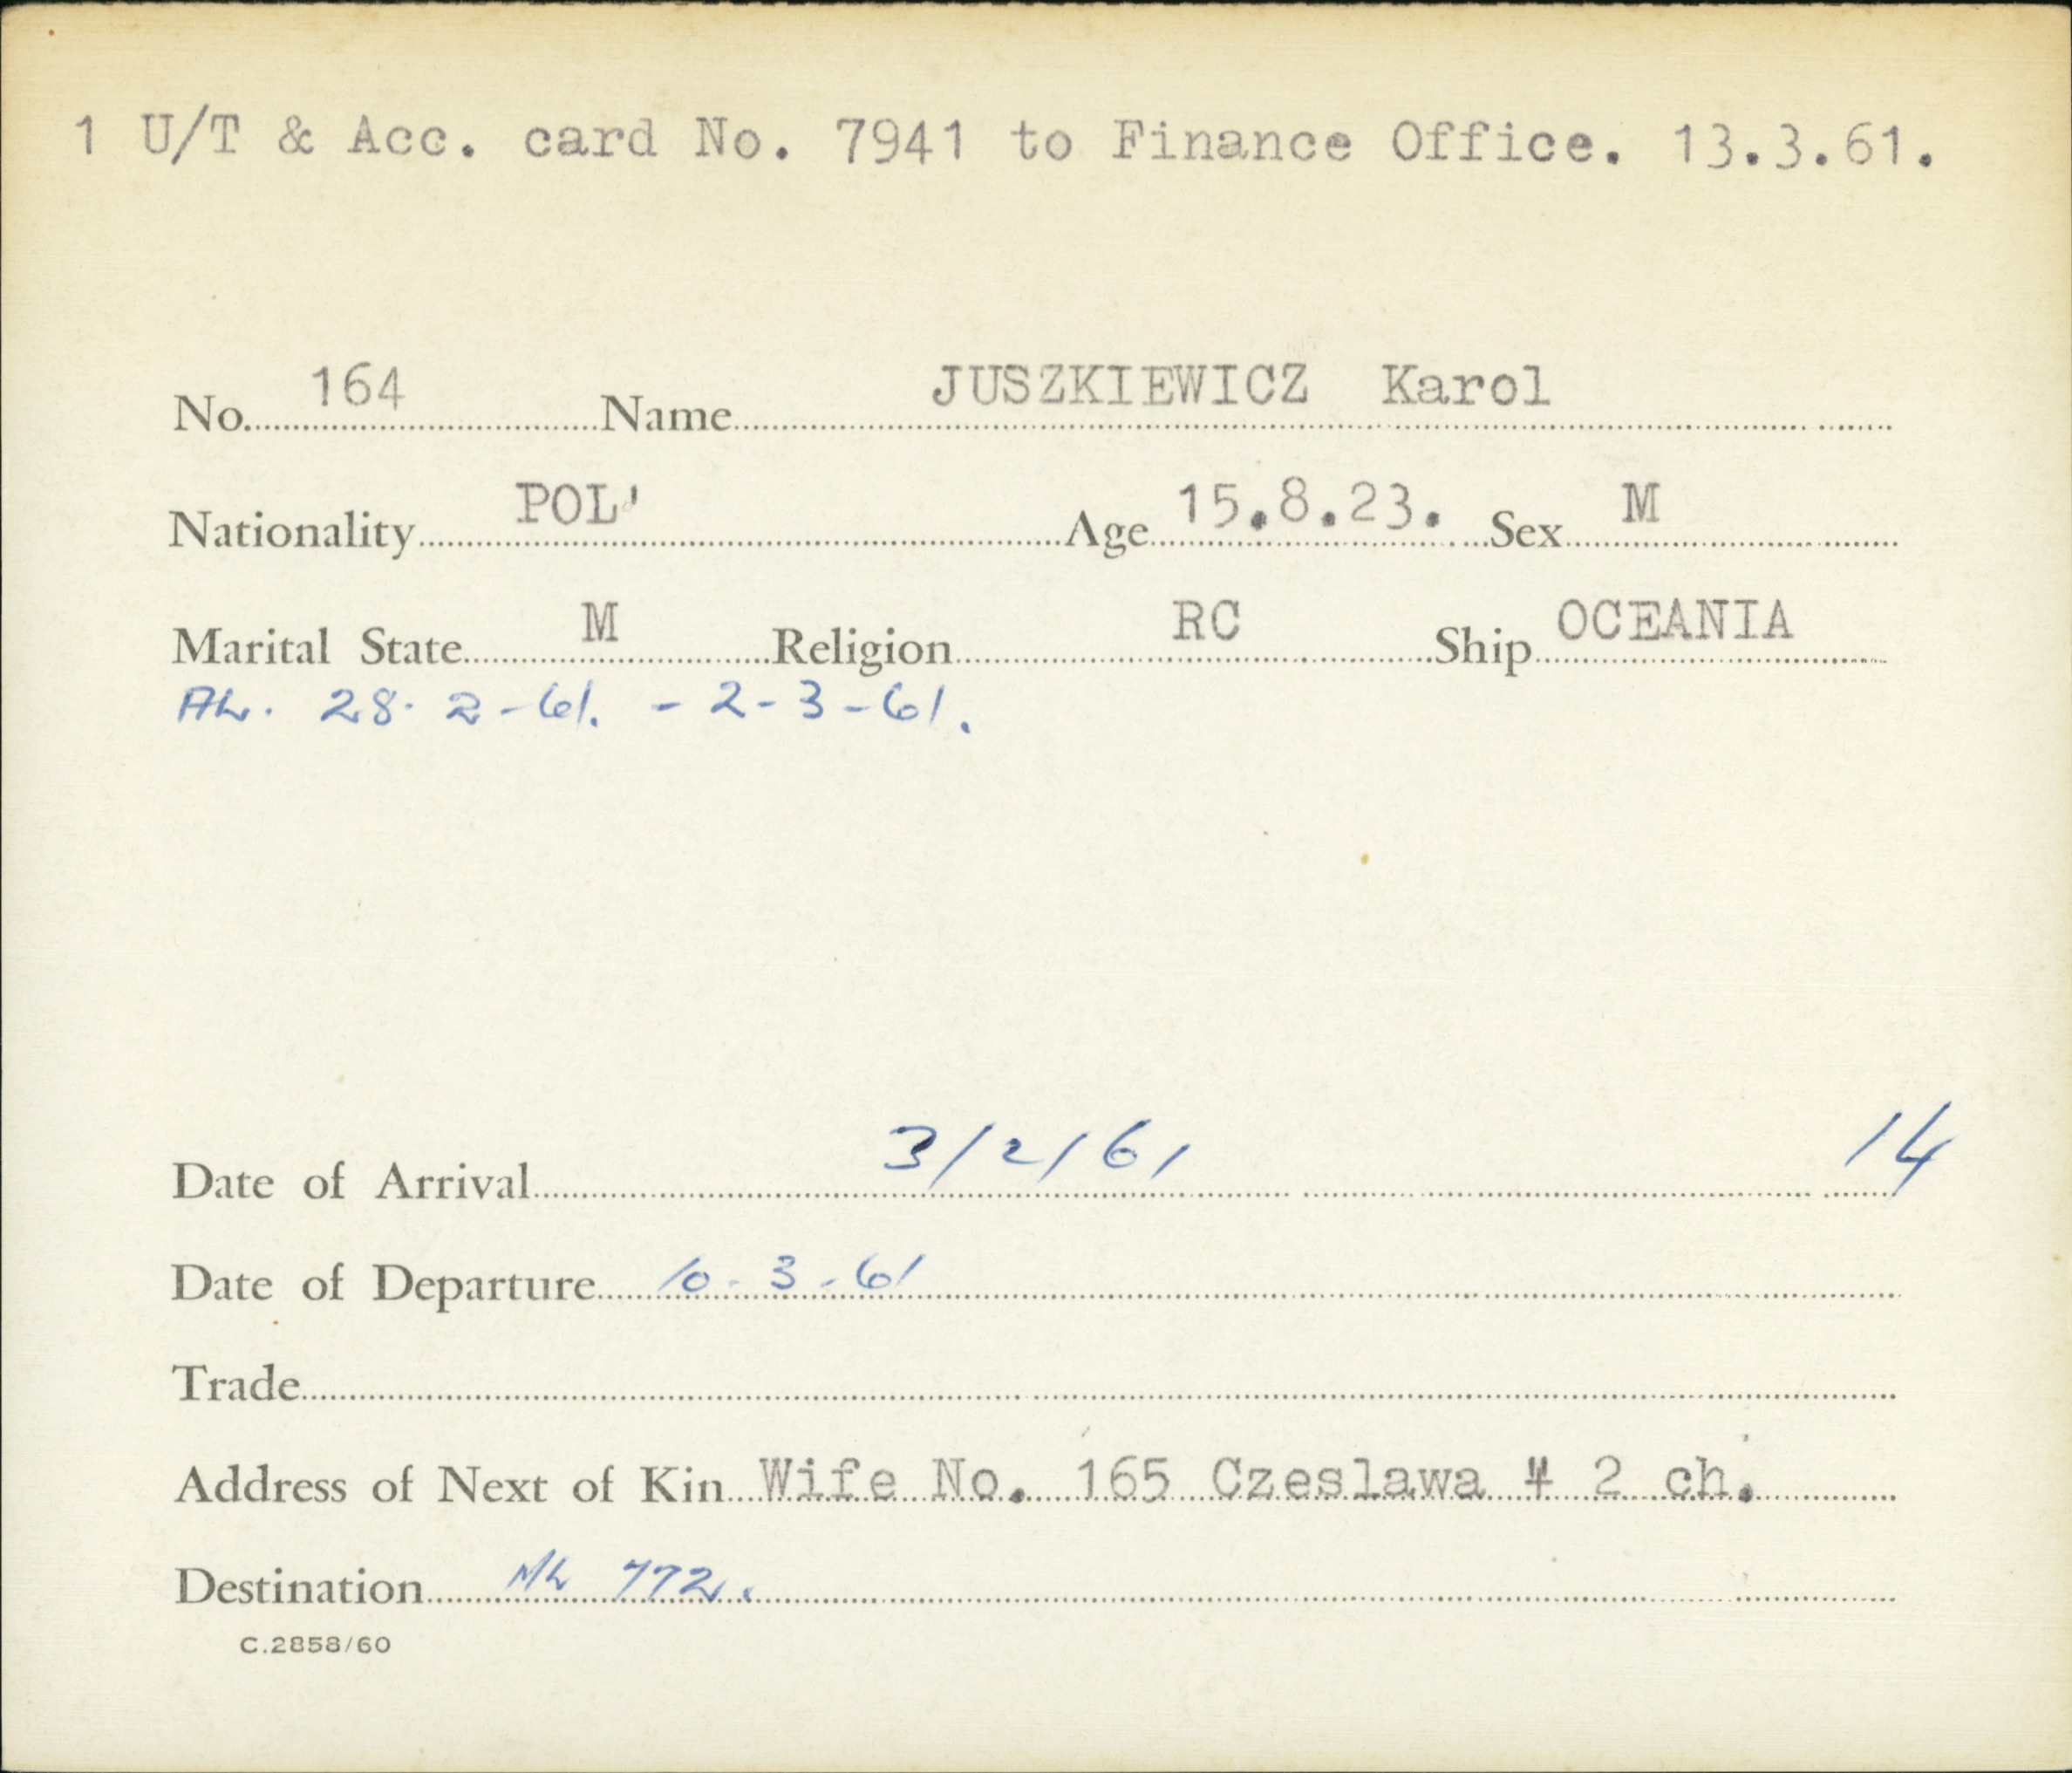 1 U/T & Acc. card No. 7941 to Finance Office. 13.3.61.
No. 164 Name JUSZKIEWICZ Karol
Nationality POL' Age 15.8.23. Sex M
Marital State M Religion RC Ship OCEANIA
28. 2-61. - 2-3-61.
Date of Arrival 3/2/61 14
Date of Departure 10-3-61
Trade
Address of Next of Kin Wife No. 165 Czeslawa + 2 ch.
Destination 772.
C.2858/60